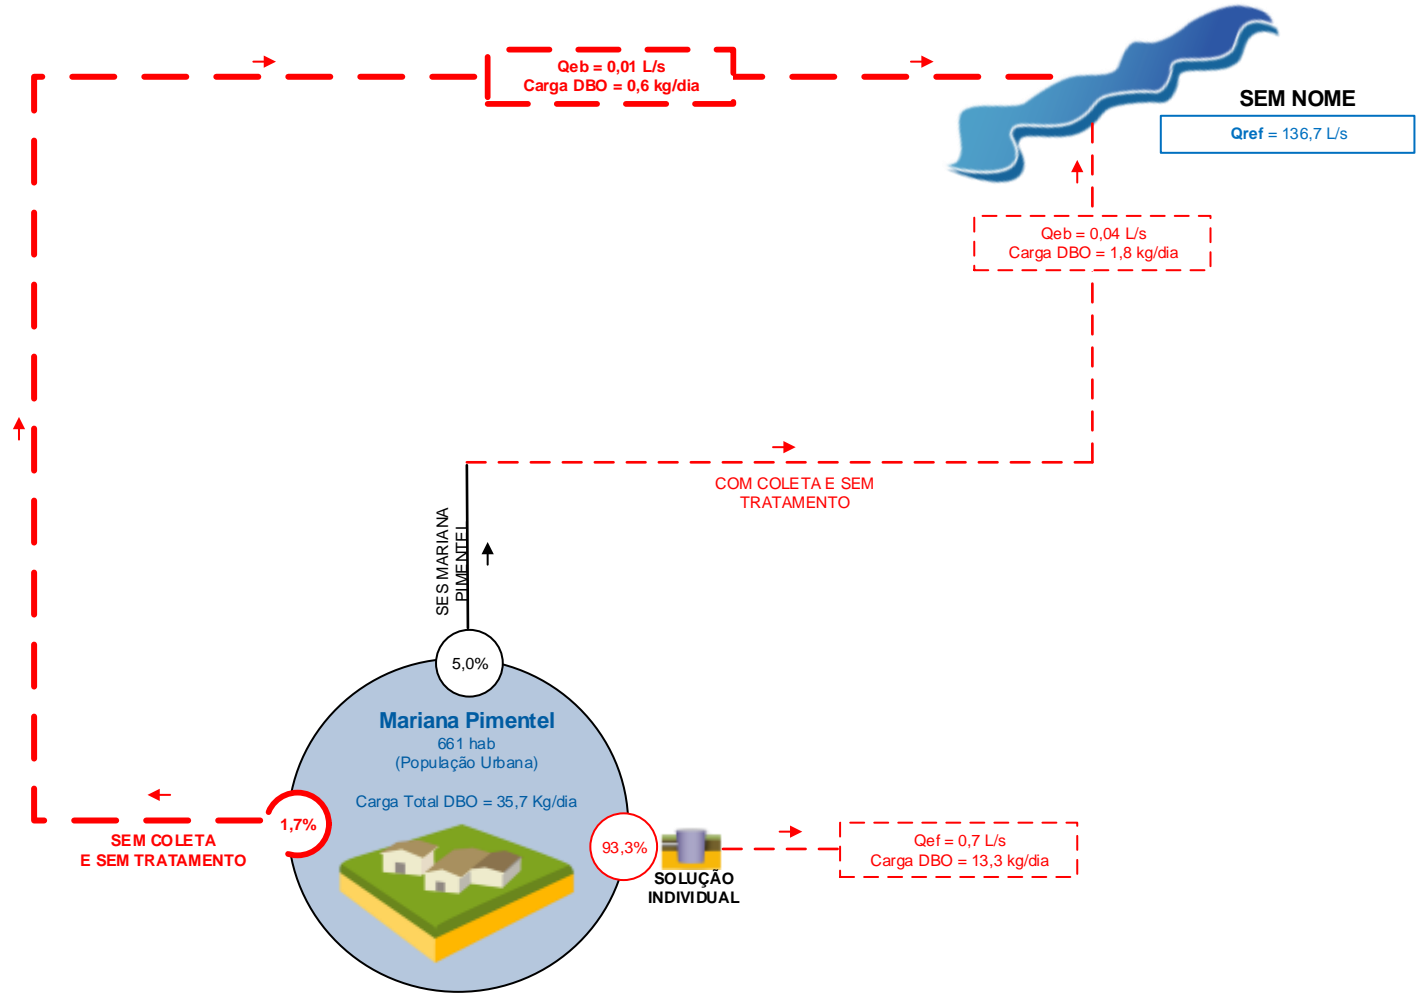 Qeb = 0,01 L/s
Carga DBO = 0,6 kg/dia
SEM NOME
Qref = 136,7 L/s
Qeb = 0,04 L/s
Carga DBO = 1,8 kg/dia
COM COLETA E SEM
TRATAMENTO
SES MARIANA
PIMENTEL
5,0%
Mariana Pimentel
661 hab
(População Urbana)
Carga Total DBO = 35,7 Kg/dia
1,7%
SEM COLETA
E SEM TRATAMENTO
93,3%
SOLUÇÃO
INDIVIDUAL
Qef = 0,7 L/s
Carga DBO = 13,3 kg/dia